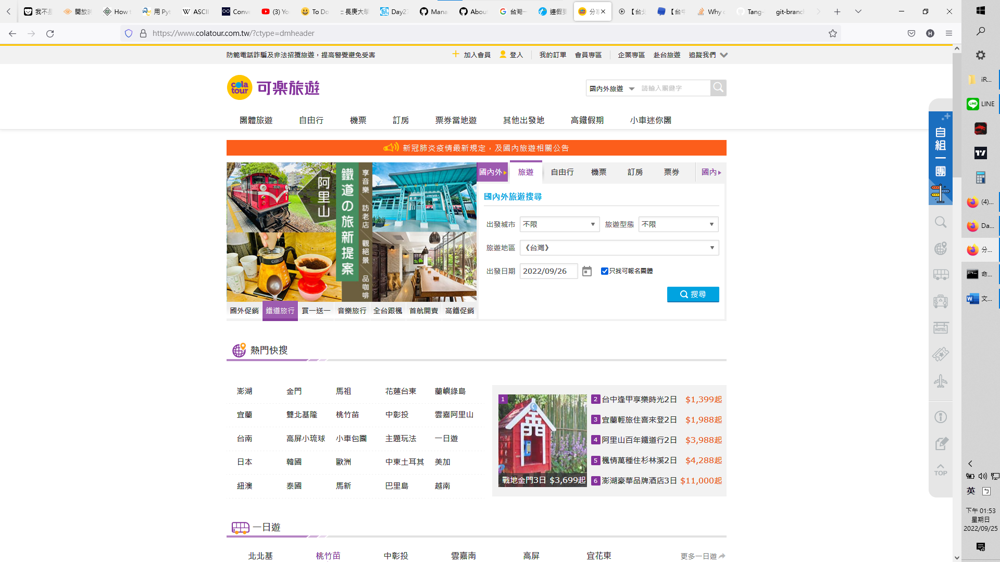 我不是
開放時
How t
用 Pyt
ASCII
Conve
(3) Yo
To Do
:: 長庚大學
Day2
Mana
About
台灣一
連假要
分享
【台北
【台中
Why c
Tang-
git-branch
https://www.colatour.com.tw/?ctype=dmheader
防範電話詐騙及非法招攬旅遊，提高警覺避免受害
加入會員 登入 我的訂單 會員專區 企業專區 赴台旅遊 追蹤我們
cola tour 可樂旅遊
國內外旅遊 請輸入關鍵字
團體旅遊 自由行 機票 訂房 票券當地遊 其他出發地 高鐵假期 小車迷你團
新冠肺炎疫情最新規定，及國內旅遊相關公告
阿里山
鐵道の旅新提案
享音樂 訪老店 觀絕景 品咖啡
國外促銷 鐵道旅行 買一送一 音樂旅行 全台跟楓 首航開賣 高鐵促銷
國內外 旅遊 自由行 機票 訂房 票券 國內
國內外旅遊搜尋
出發城市 不限 旅遊型態 不限
旅遊地區 《台灣》
出發日期 2022/09/26 只找可報名團體
搜尋
熱門快搜
澎湖 金門 馬祖 花蓮台東 蘭嶼綠島
宜蘭 雙北基隆 桃竹苗 中彰投 雲嘉阿里山
台南 高屏小琉球 小車包團 主題玩法 一日遊
日本 韓國 歐洲 中東土耳其 美加
紐澳 泰國 馬新 巴里島 越南
1
戰地金門3日 $3,699起
2 台中逢甲享樂時光2日 $1,399起
3 宜蘭輕旅住喜來登2日 $1,988起
4 阿里山百年鐵道行2日 $3,988起
5 楓情萬種住杉林溪2日 $4,288起
6 澎湖豪華品牌酒店3日 $11,000起
一日遊
北北基 桃竹苗 中彰投 雲嘉南 高屏 宜花東 更多一日遊
自組一團
HOTEL
TOP
iR...
LINE
(4)...
Da...
分...
命...
文...
英 ㄅ
下午 01:53
星期日
2022/09/25